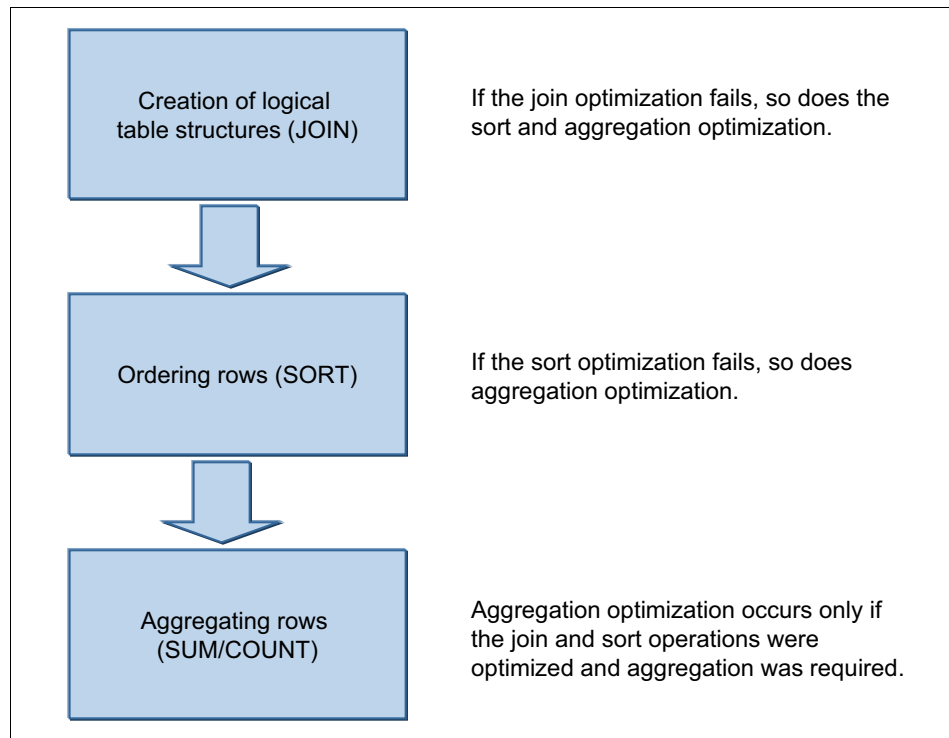 Creation of logical
table structures (JOIN)
If the join optimization fails, so does the
sort and aggregation optimization.
Ordering rows (SORT)
If the sort optimization fails, so does
aggregation optimization.
Aggregating rows
(SUM/COUNT)
Aggregation optimization occurs only if
the join and sort operations were
optimized and aggregation was required.